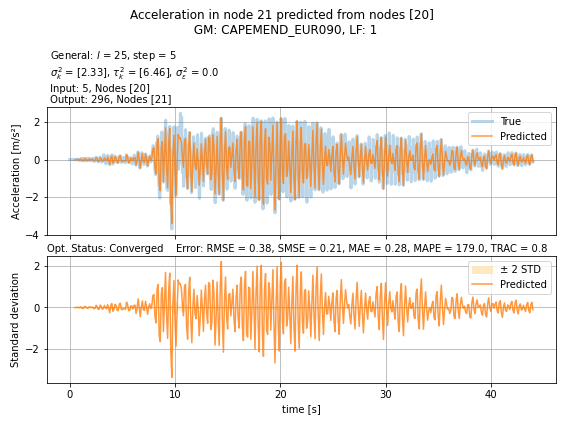 Acceleration in node 21 predicted from nodes [20]
GM: CAPEMEND_EUR090, LF: 1
General: l = 25, step = 5
σ²ₖ = [2.33], τ²ₖ = [6.46], σ²ᵣ = 0.0
Input: 5, Nodes [20]
Output: 296, Nodes [21]
Acceleration [m/s²]
2
0
−2
−4
True
Predicted
Opt. Status: Converged Error: RMSE = 0.38, SMSE = 0.21, MAE = 0.28, MAPE = 179.0, TRAC = 0.8
Standard deviation
2
0
−2
± 2 STD
Predicted
0 10 20 30 40
time [s]